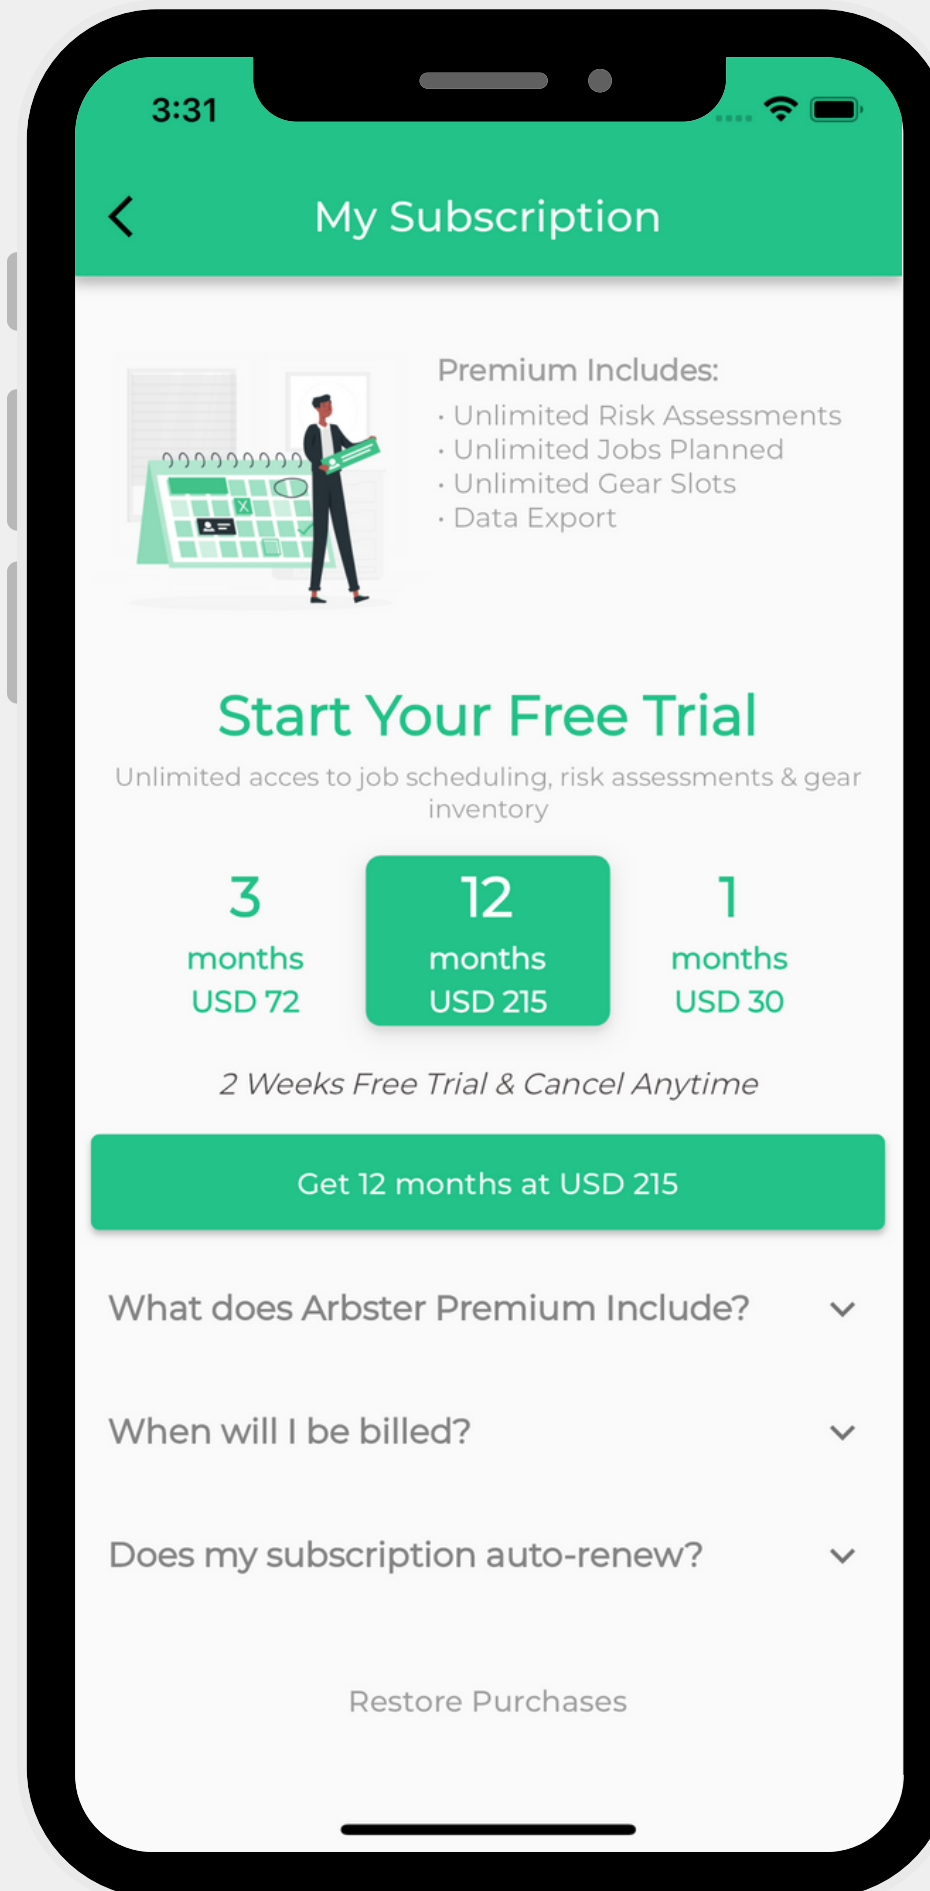 3:31
My Subscription
Premium Includes:
• Unlimited Risk Assessments
• Unlimited Jobs Planned
• Unlimited Gear Slots
• Data Export
Start Your Free Trial
Unlimited acces to job scheduling, risk assessments & gear
inventory
3
months
USD 72
12
months
USD 215
1
months
USD 30
2 Weeks Free Trial & Cancel Anytime
Get 12 months at USD 215
What does Arbster Premium Include?
When will I be billed?
Does my subscription auto-renew?
Restore Purchases